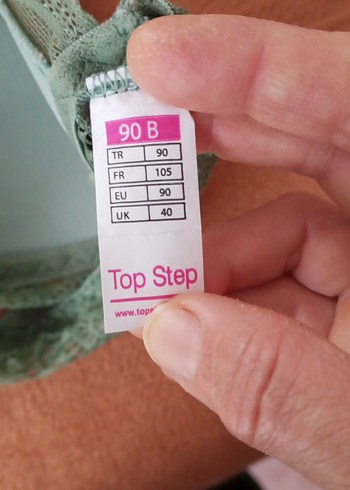 90 B
TR 90
FR 105
EU 90
UK 40
Top Step